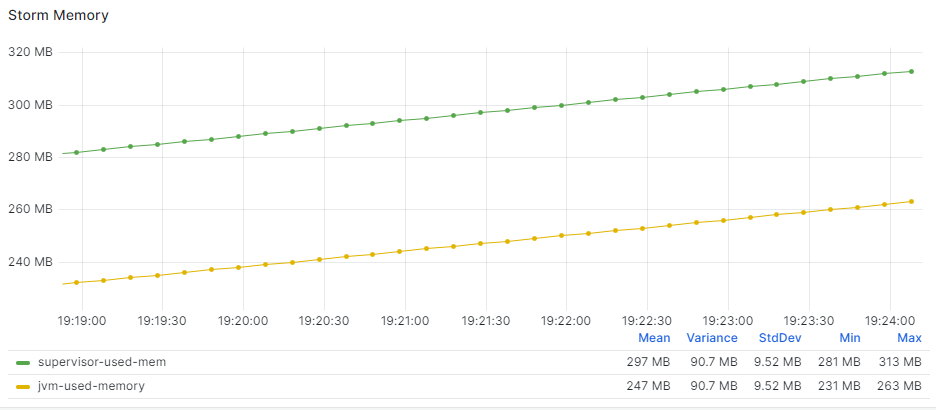 Storm Memory
320 MB
300 MB
280 MB
260 MB
240 MB
19:19:00 19:19:30 19:20:00 19:20:30 19:21:00 19:21:30 19:22:00 19:22:30 19:23:00 19:23:30 19:24:00
Mean Variance StdDev Min Max
supervisor-used-mem 297 MB 90.7 MB 9.52 MB 281 MB 313 MB
jvm-used-memory 247 MB 90.7 MB 9.52 MB 231 MB 263 MB